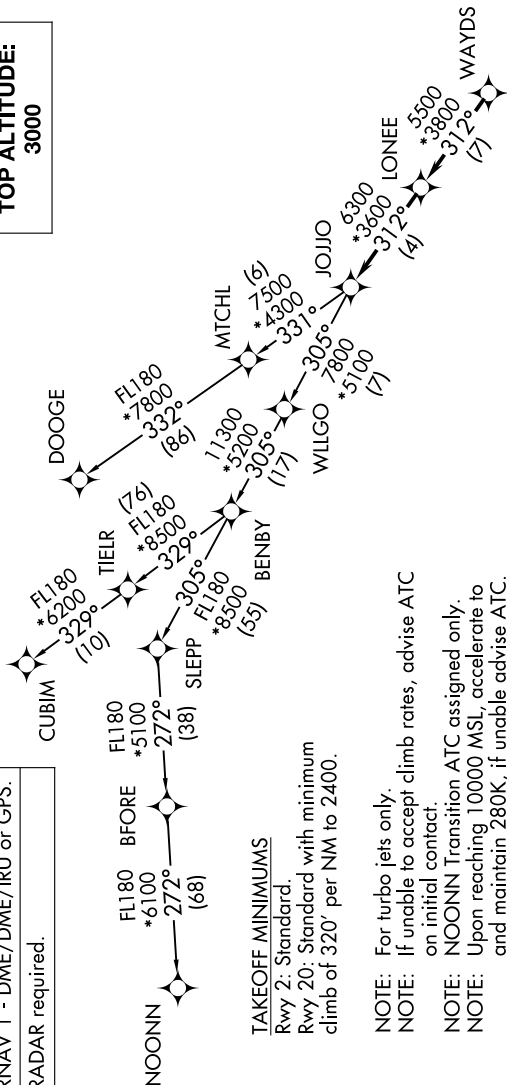 TOP ALTITUDE:
3000
RNAV 1 - DME/DME/IRU or GPS.
RADAR required.
WAYDS
5500
*3800
312°
(7)
LONEE
6300
*3600
312°
(4)
JOJJO
(6)
7500
*4300
331°
MTCHL
FL180
*7800
332°
(86)
DOOGE
305°
7800
*5100
(7)
WLLGO
11300
*5200
305°
(17)
BENBY
(76)
FL180
*8500
329°
TIELR
FL180
*6200
329°
(10)
CUBIM
305°
FL180
*8500
(55)
SLEPP
FL180
*5100
272°
(38)
BFORE
FL180
*6100
272°
(68)
NOONN
TAKEOFF MINIMUMS
Rwy 2: Standard.
Rwy 20: Standard with minimum
climb of 320' per NM to 2400.
NOTE: For turbo jets only.
NOTE: If unable to accept climb rates, advise ATC
on initial contact.
NOTE: NOONN Transition ATC assigned only.
NOTE: Upon reaching 10000 MSL, accelerate to
and maintain 280K, if unable advise ATC.